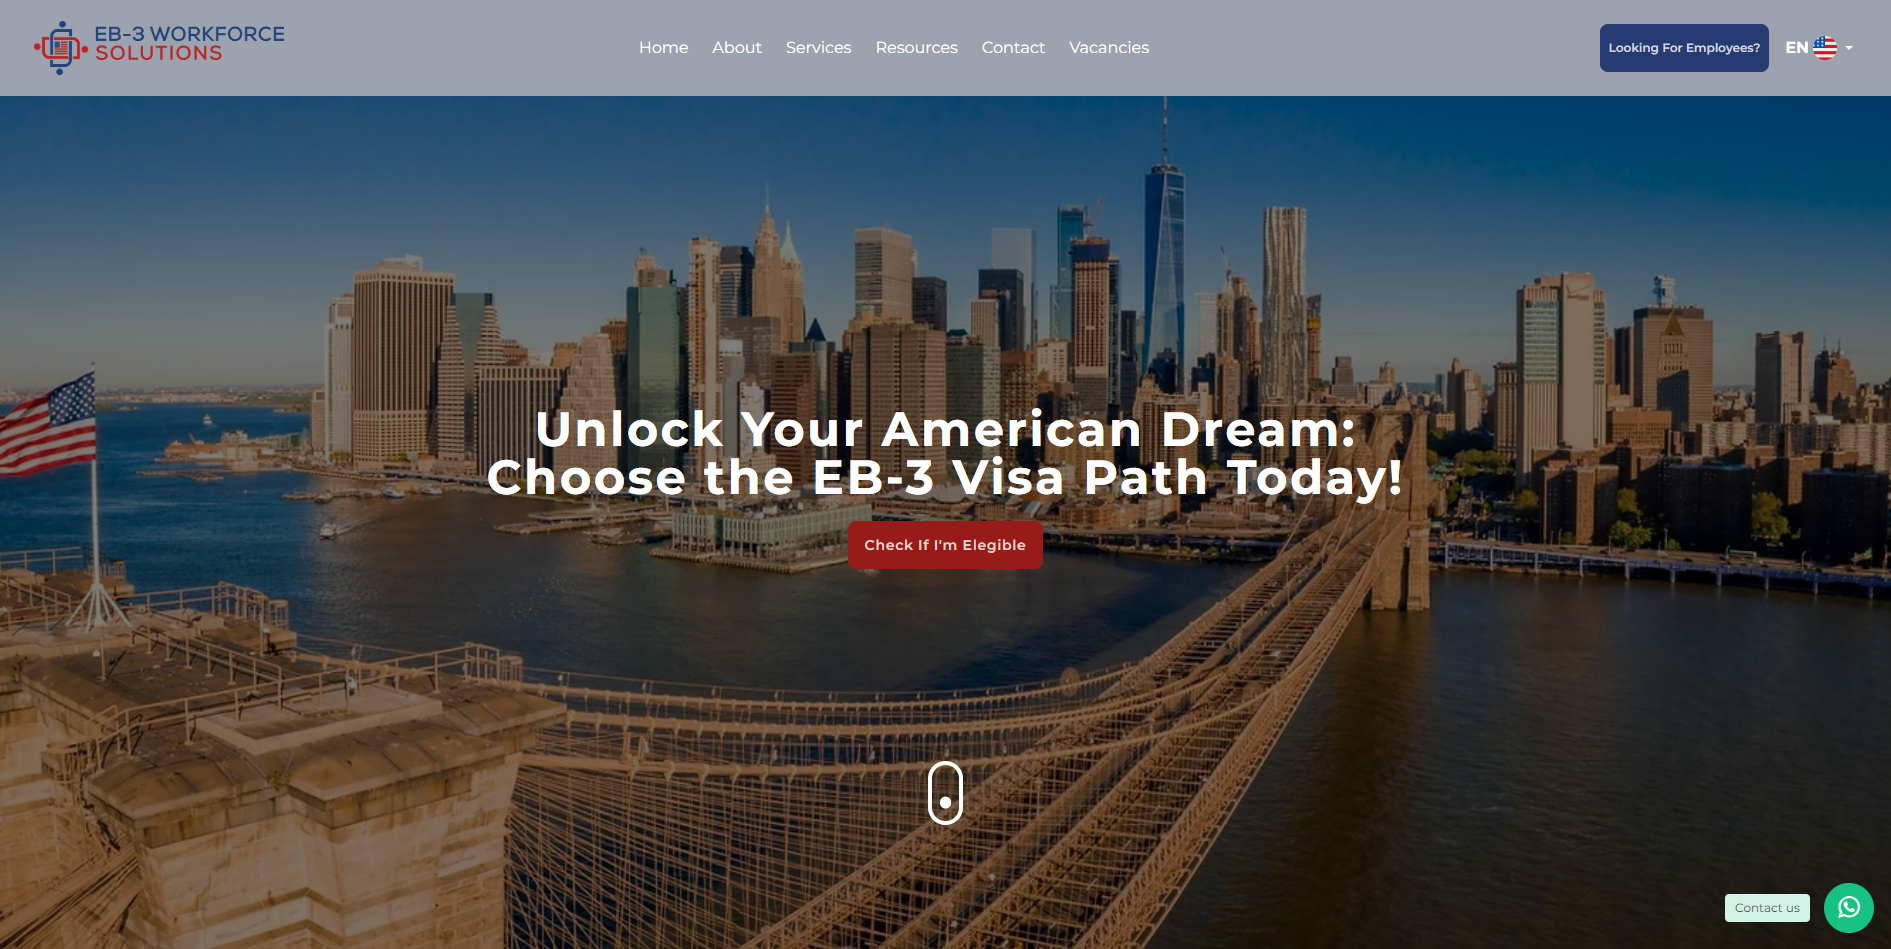 EB-3 WORKFORCE
SOLUTIONS
Home
About
Services
Resources
Contact
Vacancies
Looking For Employees?
EN
Unlock Your American Dream:
Choose the EB-3 Visa Path Today!
Check If I'm Elegible
Contact us